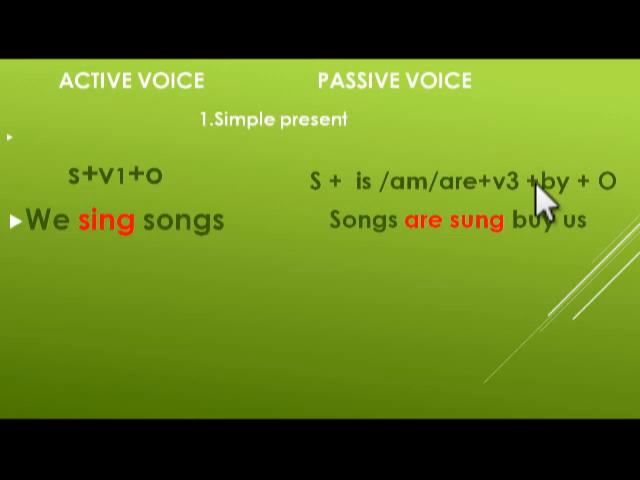 ACTIVE VOICE PASSIVE VOICE
1.Simple present
s+v1+o S + is /am/are+v3 +by + O
We sing songs Songs are sung buy us